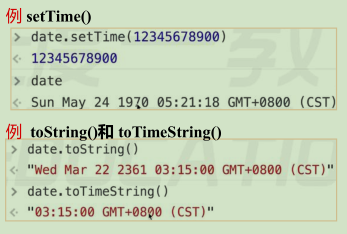 例 setTime()
> date.setTime(12345678900)
< 12345678900
> date
< Sun May 24 1970 05:21:18 GMT+0800 (CST)
例 toString()和 toTimeString()
> date.toString()
< "Wed Mar 22 2361 03:15:00 GMT+0800 (CST)"
> date.toTimeString()
< "03:15:00 GMT+0800 (CST)"